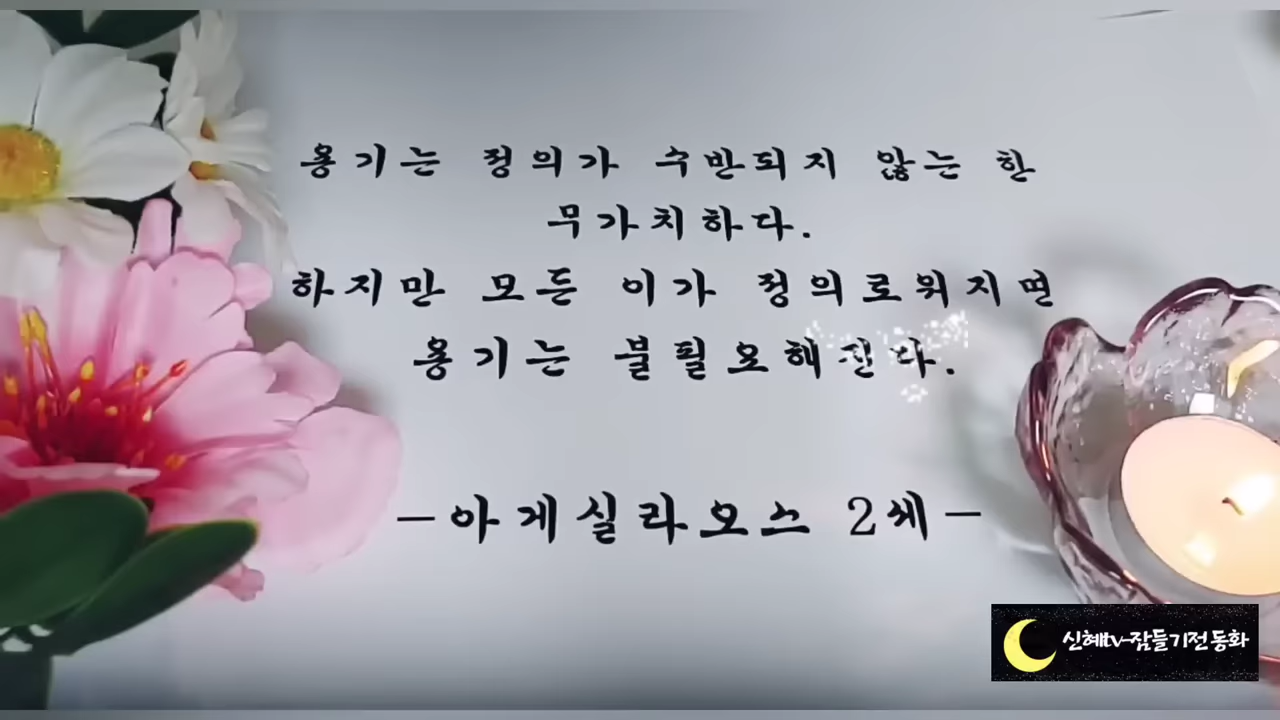 용기는 정의가 수반되지 않는 한
무가치하다.
하지만 모든 이가 정의로워지면
용기는 불필요해진다.
-아게실라오스 2세-
신혜tv-잠들기전동화